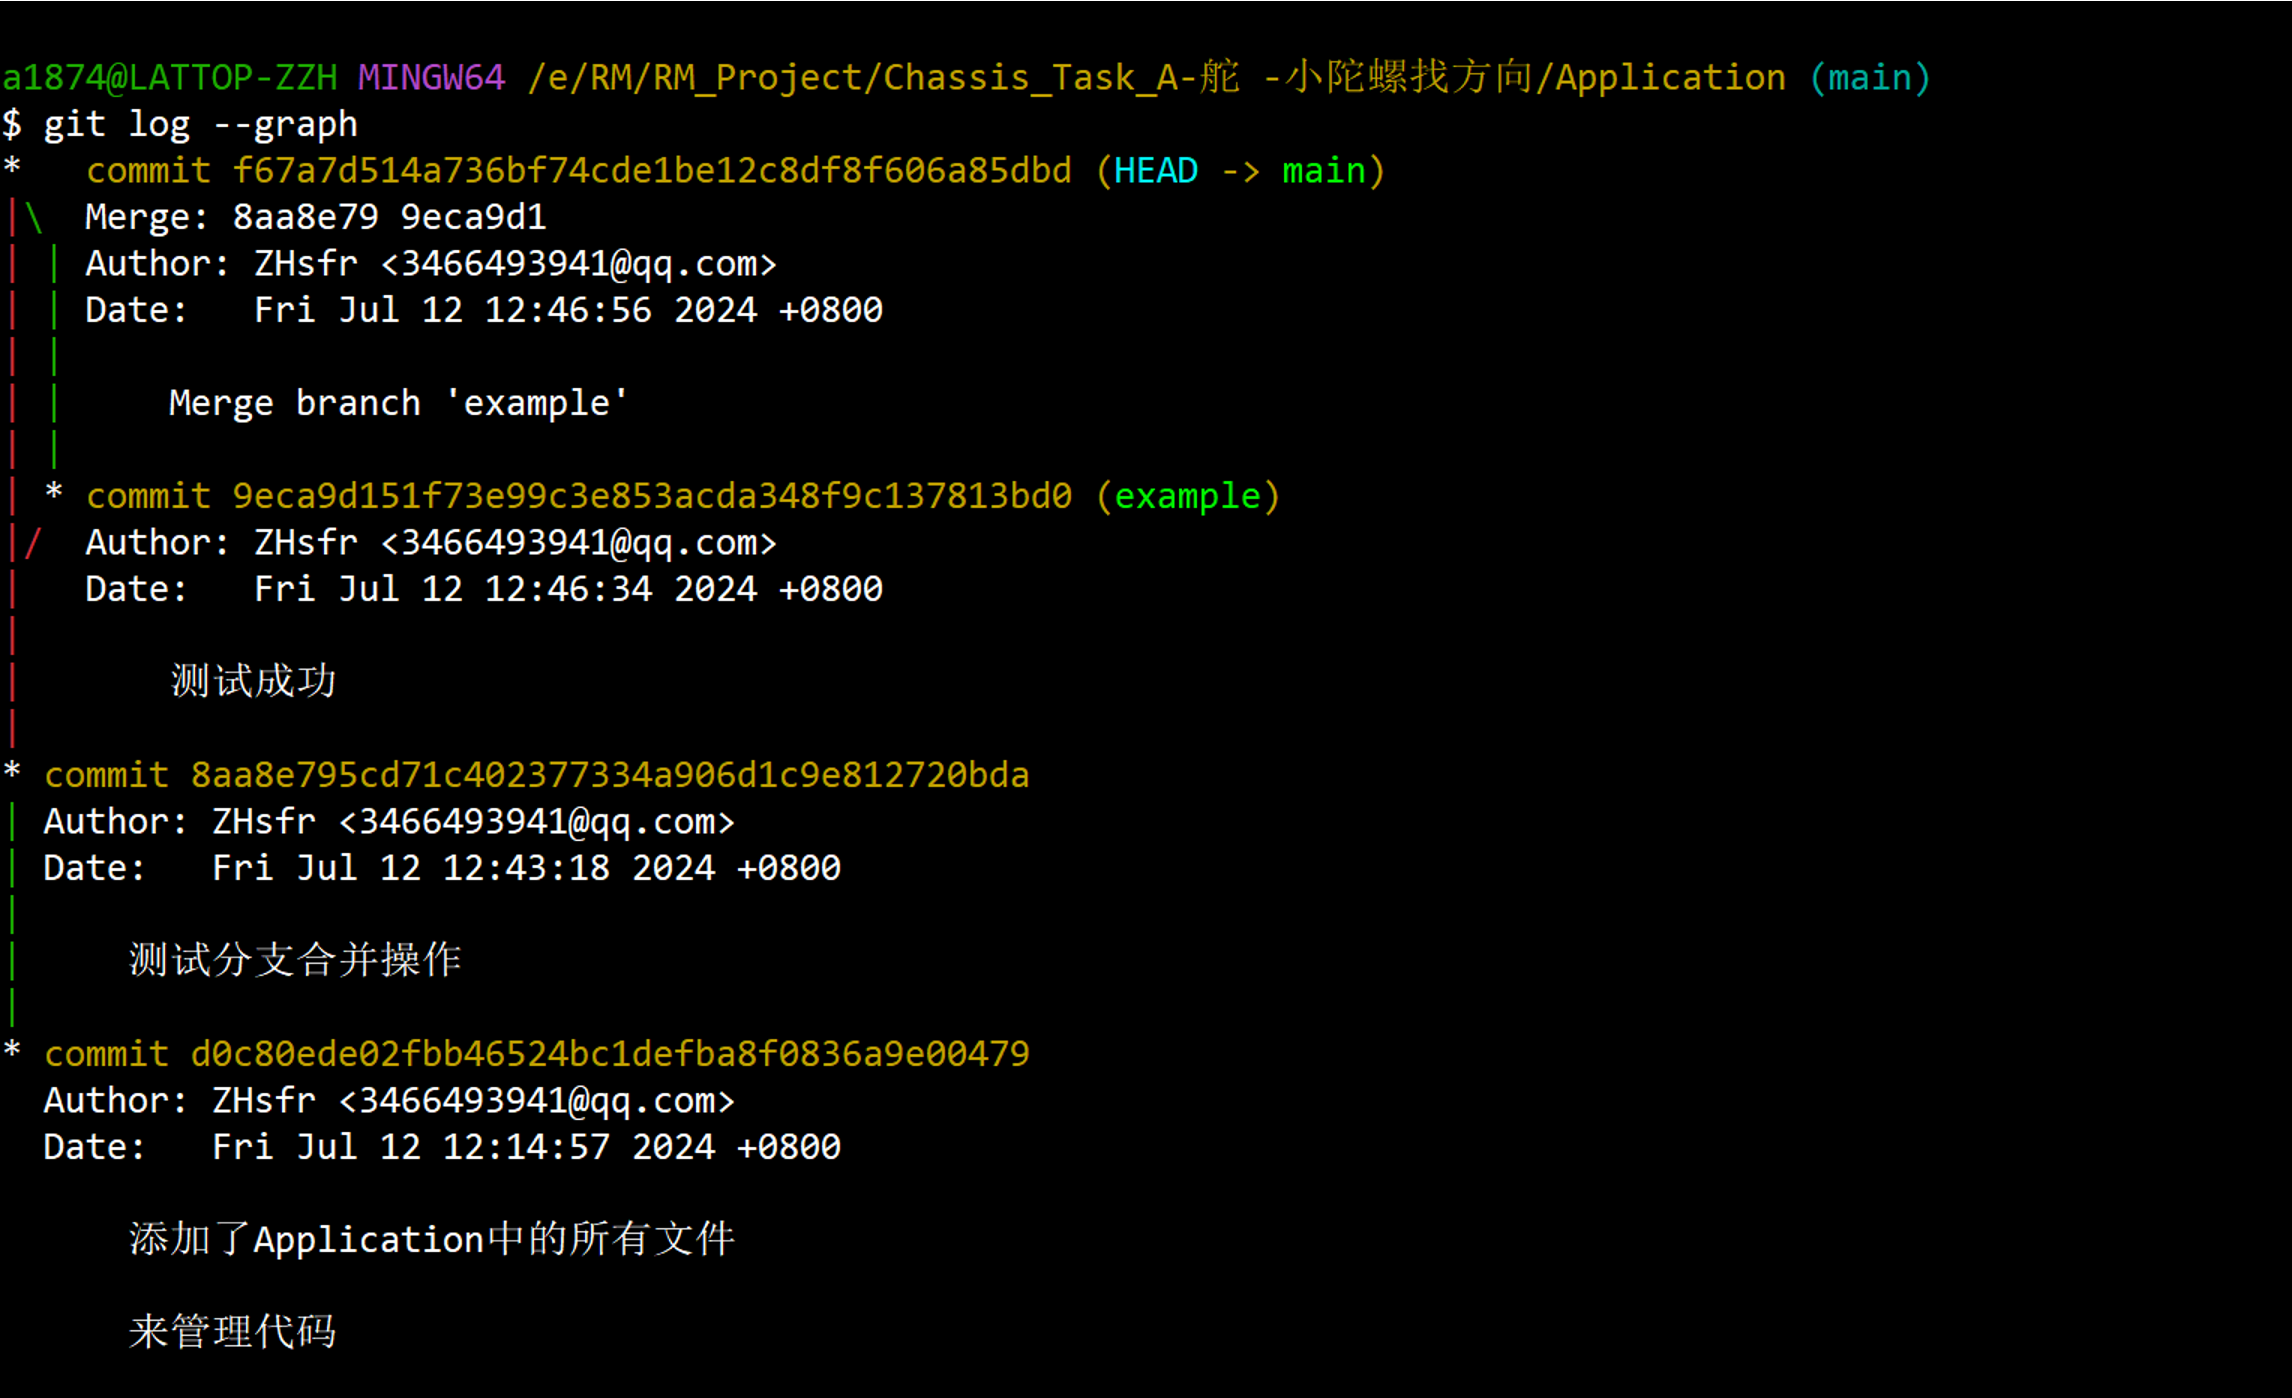 a1874@LATTOP-ZZH MINGW64 /e/RM/RM_Project/Chassis_Task_A-舵 -小陀螺找方向/Application (main)
$ git log --graph
*   commit f67a7d514a736bf74cde1be12c8df8f606a85dbd (HEAD -> main)
|\  Merge: 8aa8e79 9eca9d1
| | Author: ZHsfr <3466493941@qq.com>
| | Date:   Fri Jul 12 12:46:56 2024 +0800
| |
| |     Merge branch 'example'
| |
| * commit 9eca9d151f73e99c3e853acda348f9c137813bd0 (example)
|/  Author: ZHsfr <3466493941@qq.com>
|   Date:   Fri Jul 12 12:46:34 2024 +0800
|
|       测试成功
|
* commit 8aa8e795cd71c402377334a906d1c9e812720bda
| Author: ZHsfr <3466493941@qq.com>
| Date:   Fri Jul 12 12:43:18 2024 +0800
|
|     测试分支合并操作
|
* commit d0c80ede02fbb46524bc1defba8f0836a9e00479
  Author: ZHsfr <3466493941@qq.com>
  Date:   Fri Jul 12 12:14:57 2024 +0800

      添加了Application中的所有文件

      来管理代码